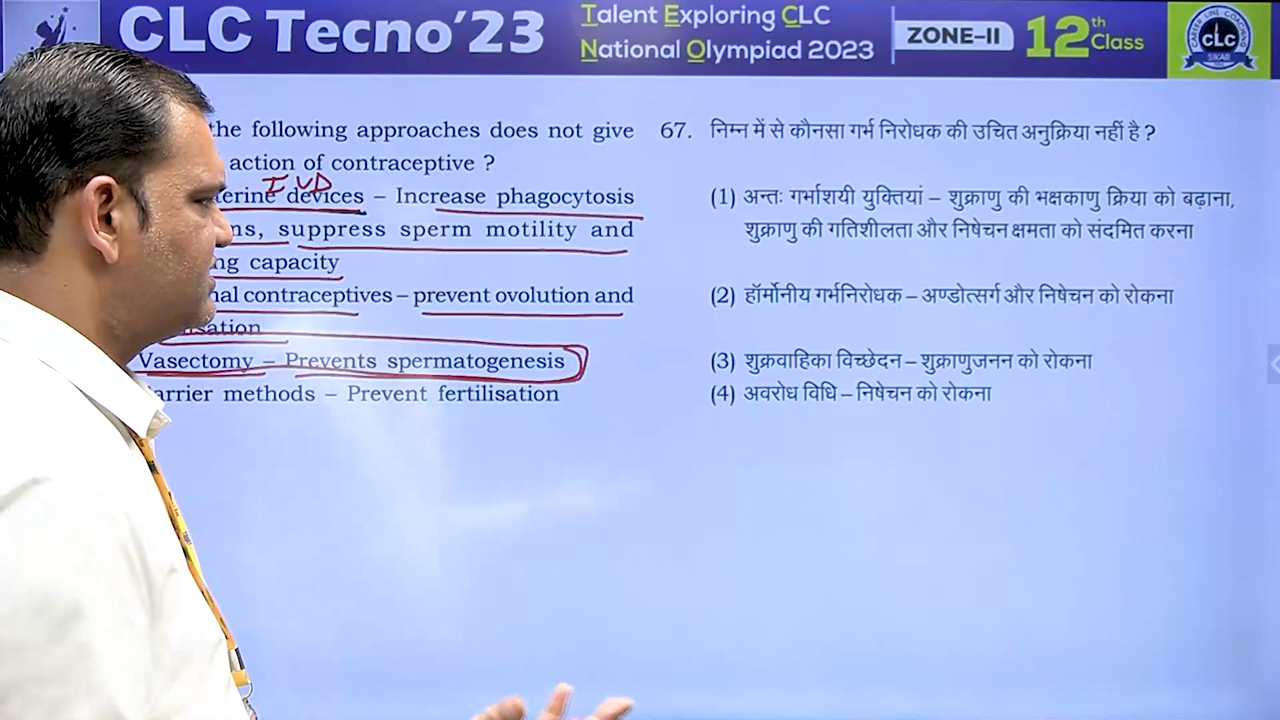 CLC Tecno'23
Talent Exploring CLC
National Olympiad 2023
ZONE–II
12th Class
CAREER LINE COACHING
CLC
SIKAR
the following approaches does not give
action of contraceptive ?
IUD
devices – Increase phagocytosis
suppress sperm motility and
capacity
contraceptives – prevent ovolution and
Vasectomy – Prevents spermatogenesis
methods – Prevent fertilisation
67. निम्न में से कौनसा गर्भ निरोधक की उचित अनुक्रिया नहीं है ?
(1) अन्तः गर्भाशयी युक्तियां – शुक्राणु की भक्षकाणु क्रिया को बढ़ाना,
शुक्राणु की गतिशीलता और निषेचन क्षमता को संदमित करना
(2) हॉर्मोनीय गर्भनिरोधक – अण्डोत्सर्ग और निषेचन को रोकना
(3) शुक्रवाहिका विच्छेदन – शुक्राणुजनन को रोकना
(4) अवरोध विधि – निषेचन को रोकना